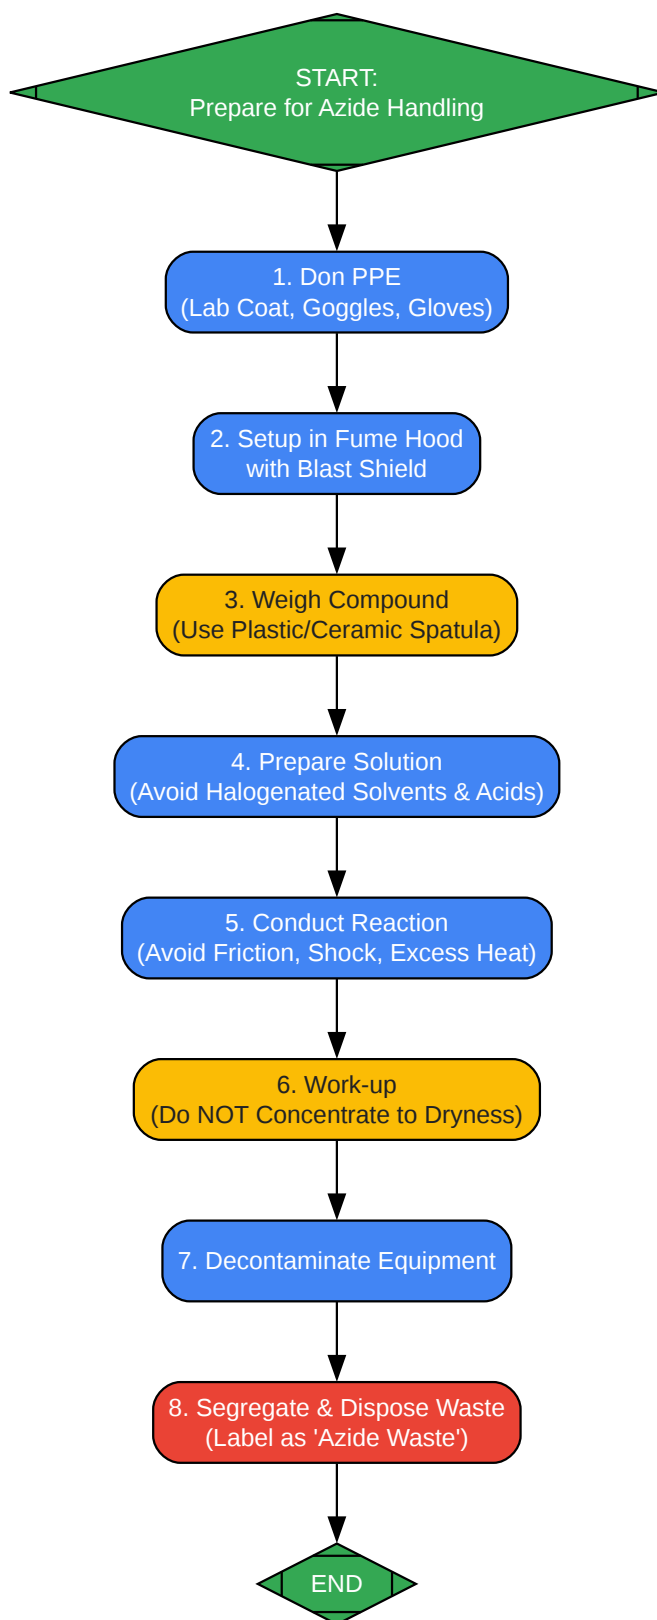 START:
Prepare for Azide Handling
1. Don PPE
(Lab Coat, Goggles, Gloves)
2. Setup in Fume Hood
with Blast Shield
3. Weigh Compound
(Use Plastic/Ceramic Spatula)
4. Prepare Solution
(Avoid Halogenated Solvents & Acids)
5. Conduct Reaction
(Avoid Friction, Shock, Excess Heat)
6. Work-up
(Do NOT Concentrate to Dryness)
7. Decontaminate Equipment
8. Segregate & Dispose Waste
(Label as 'Azide Waste')
END